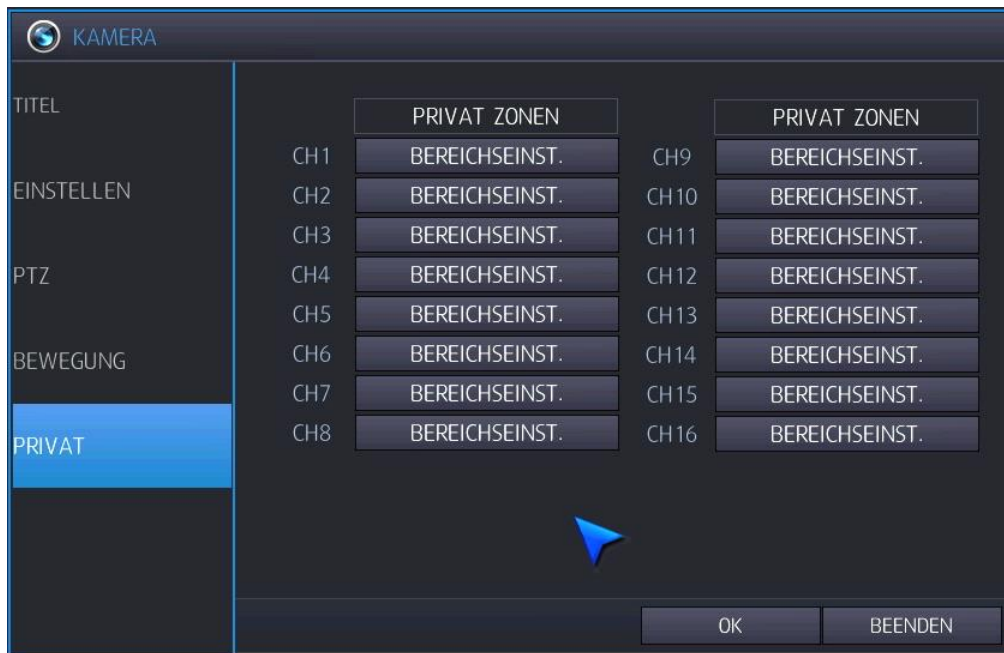 KAMERA
TITEL
EINSTELLEN
PTZ
BEWEGUNG
PRIVAT
PRIVAT ZONEN PRIVAT ZONEN
CH1 BEREICHSEINST. CH9 BEREICHSEINST.
CH2 BEREICHSEINST. CH10 BEREICHSEINST.
CH3 BEREICHSEINST. CH11 BEREICHSEINST.
CH4 BEREICHSEINST. CH12 BEREICHSEINST.
CH5 BEREICHSEINST. CH13 BEREICHSEINST.
CH6 BEREICHSEINST. CH14 BEREICHSEINST.
CH7 BEREICHSEINST. CH15 BEREICHSEINST.
CH8 BEREICHSEINST. CH16 BEREICHSEINST.
OK BEENDEN